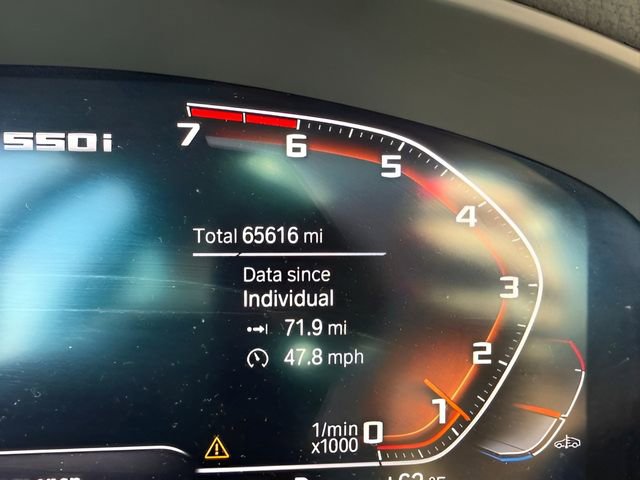 550i
7
6
5
4
3
2
1
0
Total 65616 mi
Data since
Individual
71.9 mi
47.8 mph
1/min
x1000